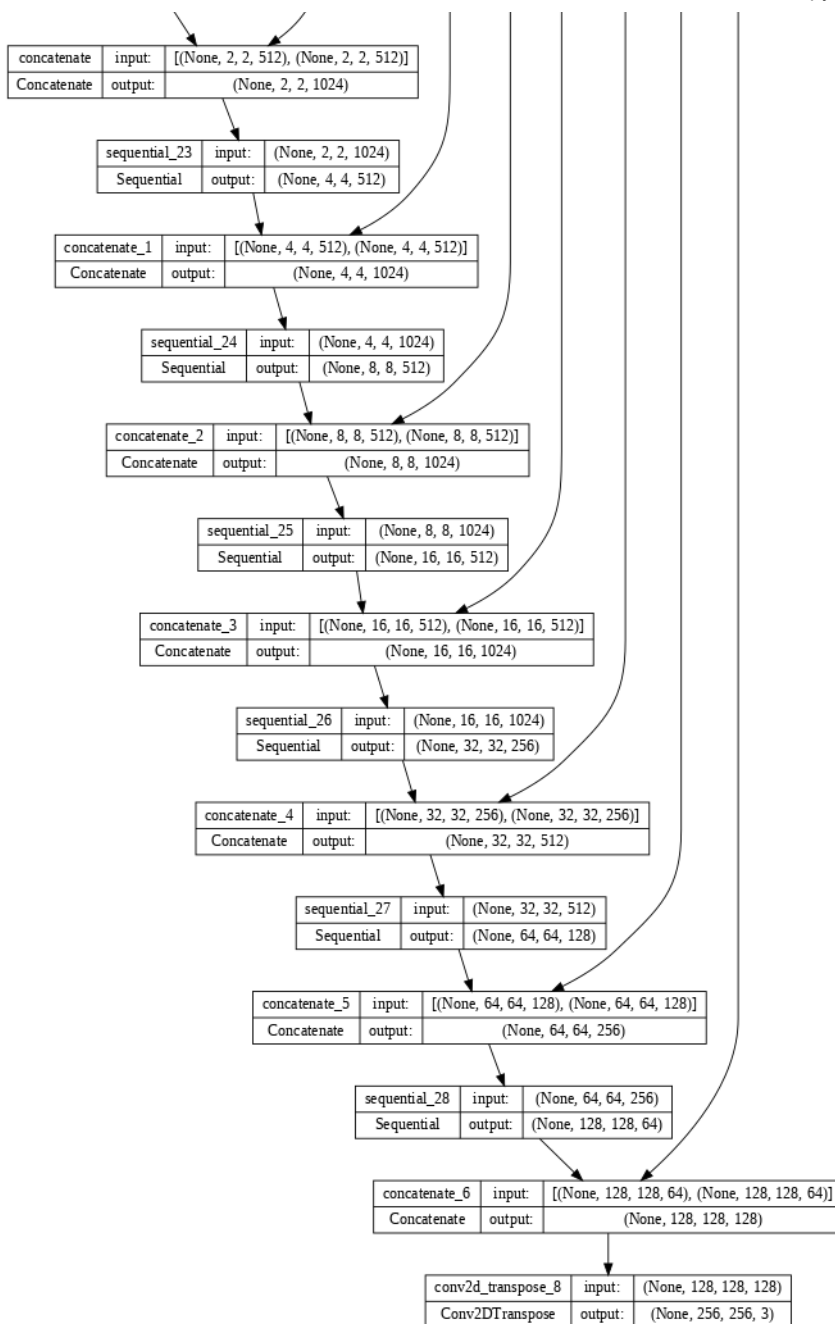 concatenate input: [(None, 2, 2, 512), (None, 2, 2, 512)]
Concatenate output: (None, 2, 2, 1024)
sequential_23 input: (None, 2, 2, 1024)
Sequential output: (None, 4, 4, 512)
concatenate_1 input: [(None, 4, 4, 512), (None, 4, 4, 512)]
Concatenate output: (None, 4, 4, 1024)
sequential_24 input: (None, 4, 4, 1024)
Sequential output: (None, 8, 8, 512)
concatenate_2 input: [(None, 8, 8, 512), (None, 8, 8, 512)]
Concatenate output: (None, 8, 8, 1024)
sequential_25 input: (None, 8, 8, 1024)
Sequential output: (None, 16, 16, 512)
concatenate_3 input: [(None, 16, 16, 512), (None, 16, 16, 512)]
Concatenate output: (None, 16, 16, 1024)
sequential_26 input: (None, 16, 16, 1024)
Sequential output: (None, 32, 32, 256)
concatenate_4 input: [(None, 32, 32, 256), (None, 32, 32, 256)]
Concatenate output: (None, 32, 32, 512)
sequential_27 input: (None, 32, 32, 512)
Sequential output: (None, 64, 64, 128)
concatenate_5 input: [(None, 64, 64, 128), (None, 64, 64, 128)]
Concatenate output: (None, 64, 64, 256)
sequential_28 input: (None, 64, 64, 256)
Sequential output: (None, 128, 128, 64)
concatenate_6 input: [(None, 128, 128, 64), (None, 128, 128, 64)]
Concatenate output: (None, 128, 128, 128)
conv2d_transpose_8 input: (None, 128, 128, 128)
Conv2DTranspose output: (None, 256, 256, 3)